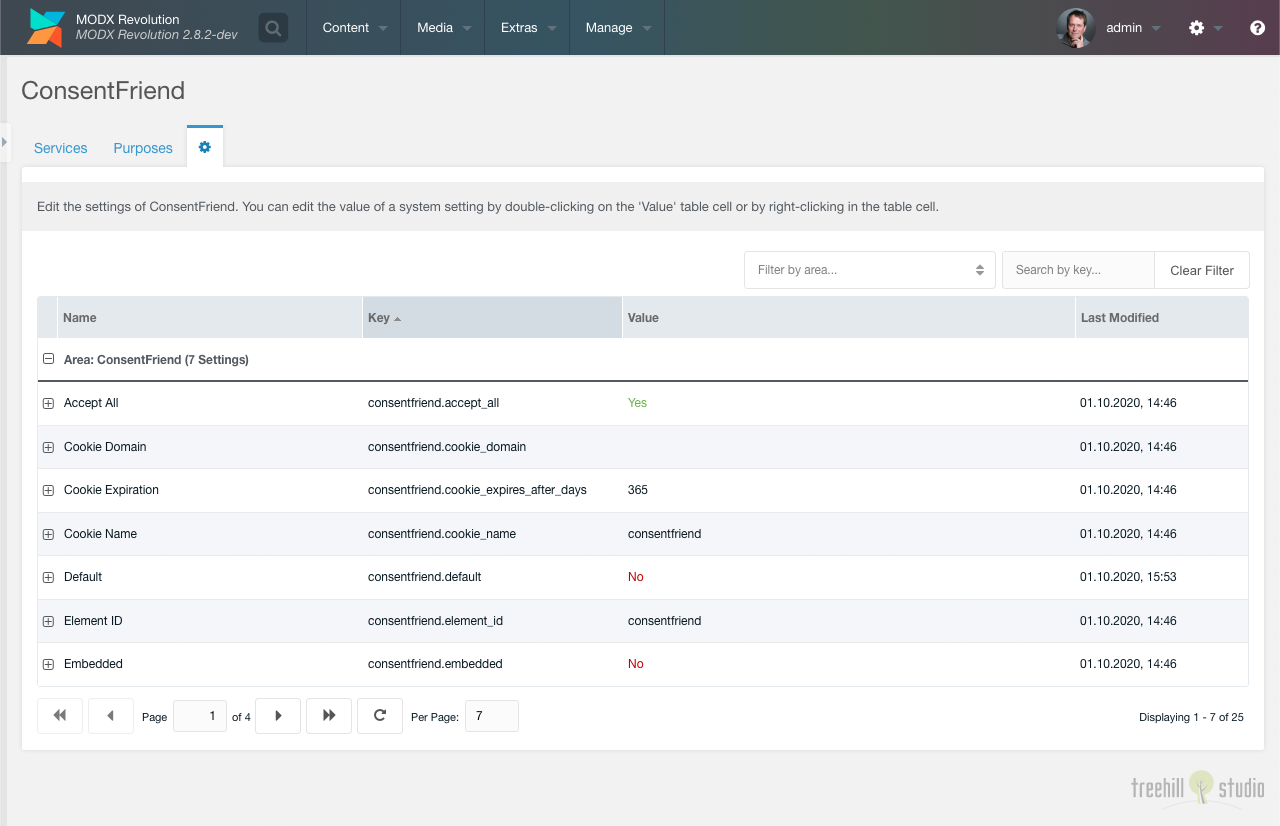 MODX Revolution
MODX Revolution 2.8.2-dev
Content Media Extras Manage admin
ConsentFriend
Services Purposes
Edit the settings of ConsentFriend. You can edit the value of a system setting by double-clicking on the 'Value' table cell or by right-clicking in the table cell.
Filter by area... Search by key... Clear Filter
Name Key Value Last Modified
Area: ConsentFriend (7 Settings)
Accept All consentfriend.accept_all Yes 01.10.2020, 14:46
Cookie Domain consentfriend.cookie_domain 01.10.2020, 14:46
Cookie Expiration consentfriend.cookie_expires_after_days 365 01.10.2020, 14:46
Cookie Name consentfriend.cookie_name consentfriend 01.10.2020, 14:46
Default consentfriend.default No 01.10.2020, 15:53
Element ID consentfriend.element_id consentfriend 01.10.2020, 14:46
Embedded consentfriend.embedded No 01.10.2020, 14:46
Page 1 of 4 Per Page: 7 Displaying 1 - 7 of 25
treehill studio